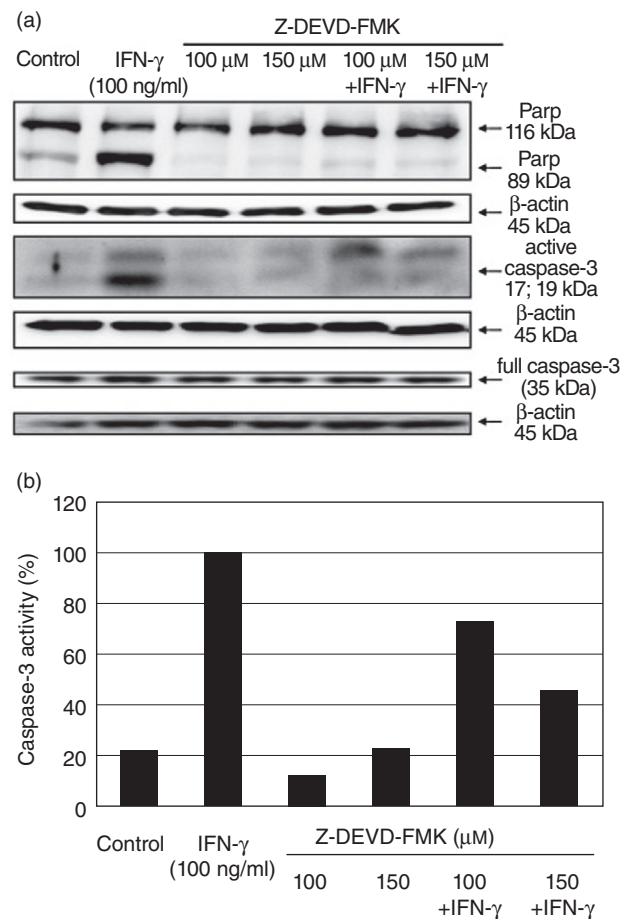 (a)
Z-DEVD-FMK
Control IFN-γ 100 μM 150 μM 100 μM 150 μM
(100 ng/ml) +IFN-γ +IFN-γ
Parp
116 kDa
Parp
89 kDa
β-actin
45 kDa
active
caspase-3
17; 19 kDa
β-actin
45 kDa
full caspase-3
(35 kDa)
β-actin
45 kDa
(b)
120
100
80
60
40
20
0
Caspase-3 activity (%)
Control IFN-γ Z-DEVD-FMK (μM)
(100 ng/ml)
100 150 100 150
+IFN-γ +IFN-γ